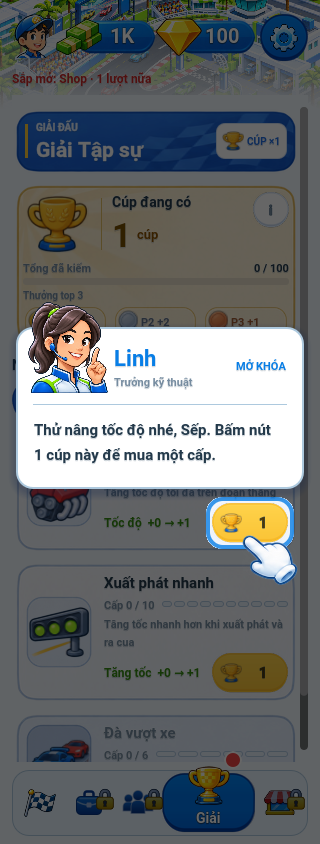 1K
100
Sắp mở: Shop · 1 lượt nữa
GIẢI ĐẤU
Giải Tập sự
CÚP ×1
Cúp đang có
1 cúp
Tổng đã kiếm
0 / 100
Thưởng top 3
P2 +2
P3 +1
Linh
Trưởng kỹ thuật
MỞ KHÓA
Thử nâng tốc độ nhé, Sếp. Bấm nút
1 cúp này để mua một cấp.
Tăng tốc độ tối đa trên đoạn thẳng
Tốc độ +0 → +1
1
Xuất phát nhanh
Cấp 0 / 10
Tăng tốc nhanh hơn khi xuất phát và
ra cua
Tăng tốc +0 → +1
1
Đà vượt xe
Cấp 0 / 6
Giải